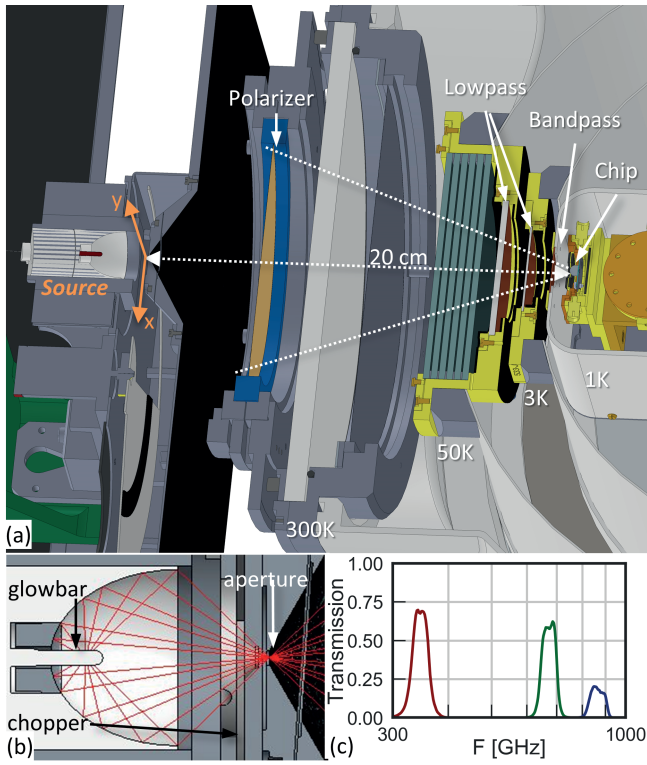 Polarizer
Lowpass
Bandpass
Chip
y
20 cm
Source
x
1K
3K
50K
300K
(a)
glowbar
aperture
chopper
(b)
1.00
0.75
0.50
0.25
0.00
Transmission
300
1000
F [GHz]
(c)